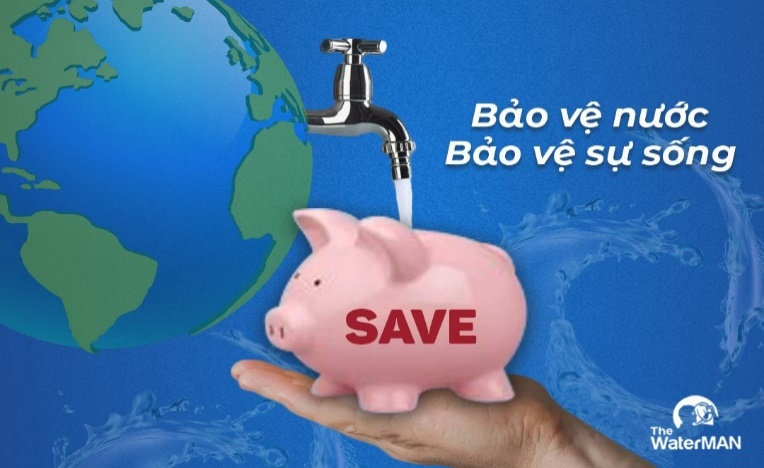 Bảo vệ nước
Bảo vệ sự sống
SAVE
The
WaterMAN